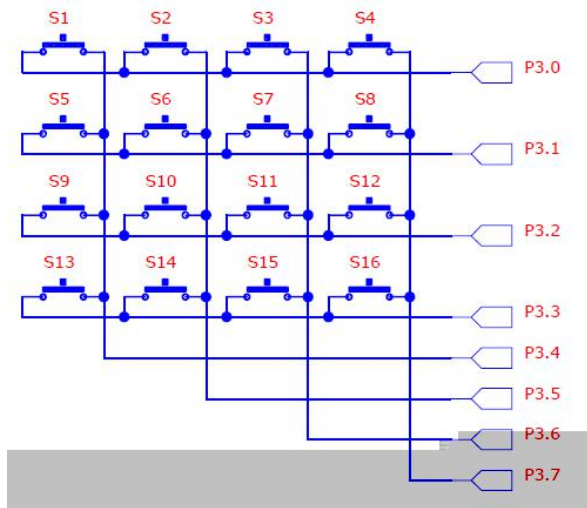 S1 S2 S3 S4
P3.0
S5 S6 S7 S8
P3.1
S9 S10 S11 S12
P3.2
S13 S14 S15 S16
P3.3
P3.4
P3.5
P3.6
P3.7